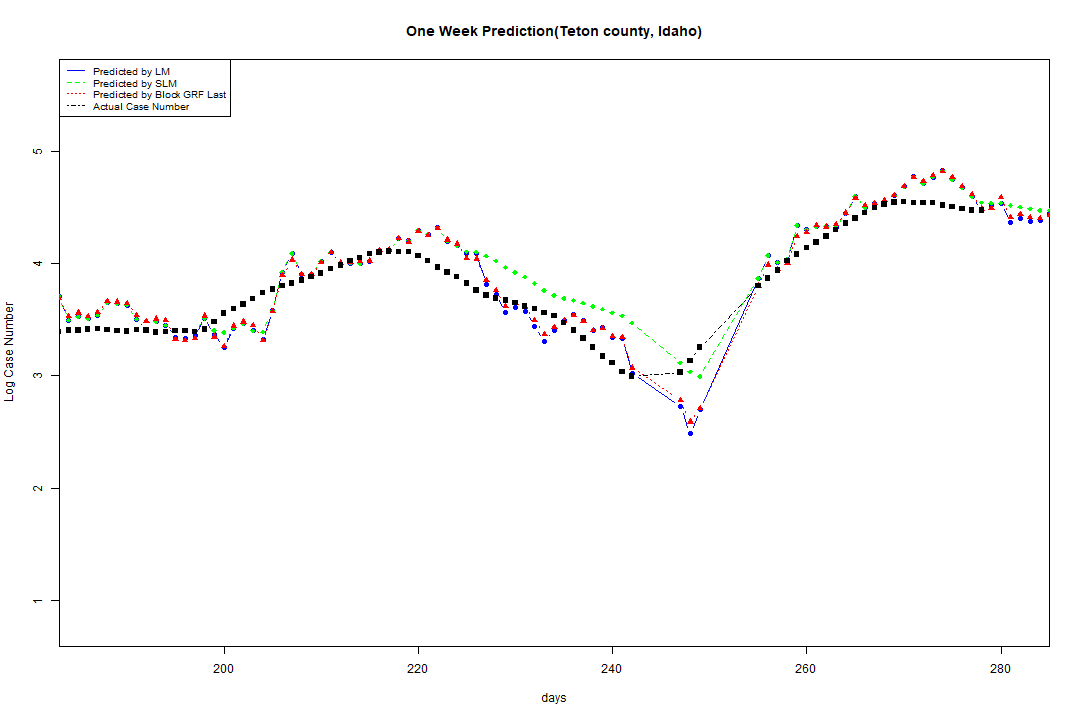 One Week Prediction(Teton county, Idaho)
Predicted by LM
Predicted by SLM
Predicted by Block GRF Last
Actual Case Number
5
4
3
2
1
Log Case Number
200 220 240 260 280
days